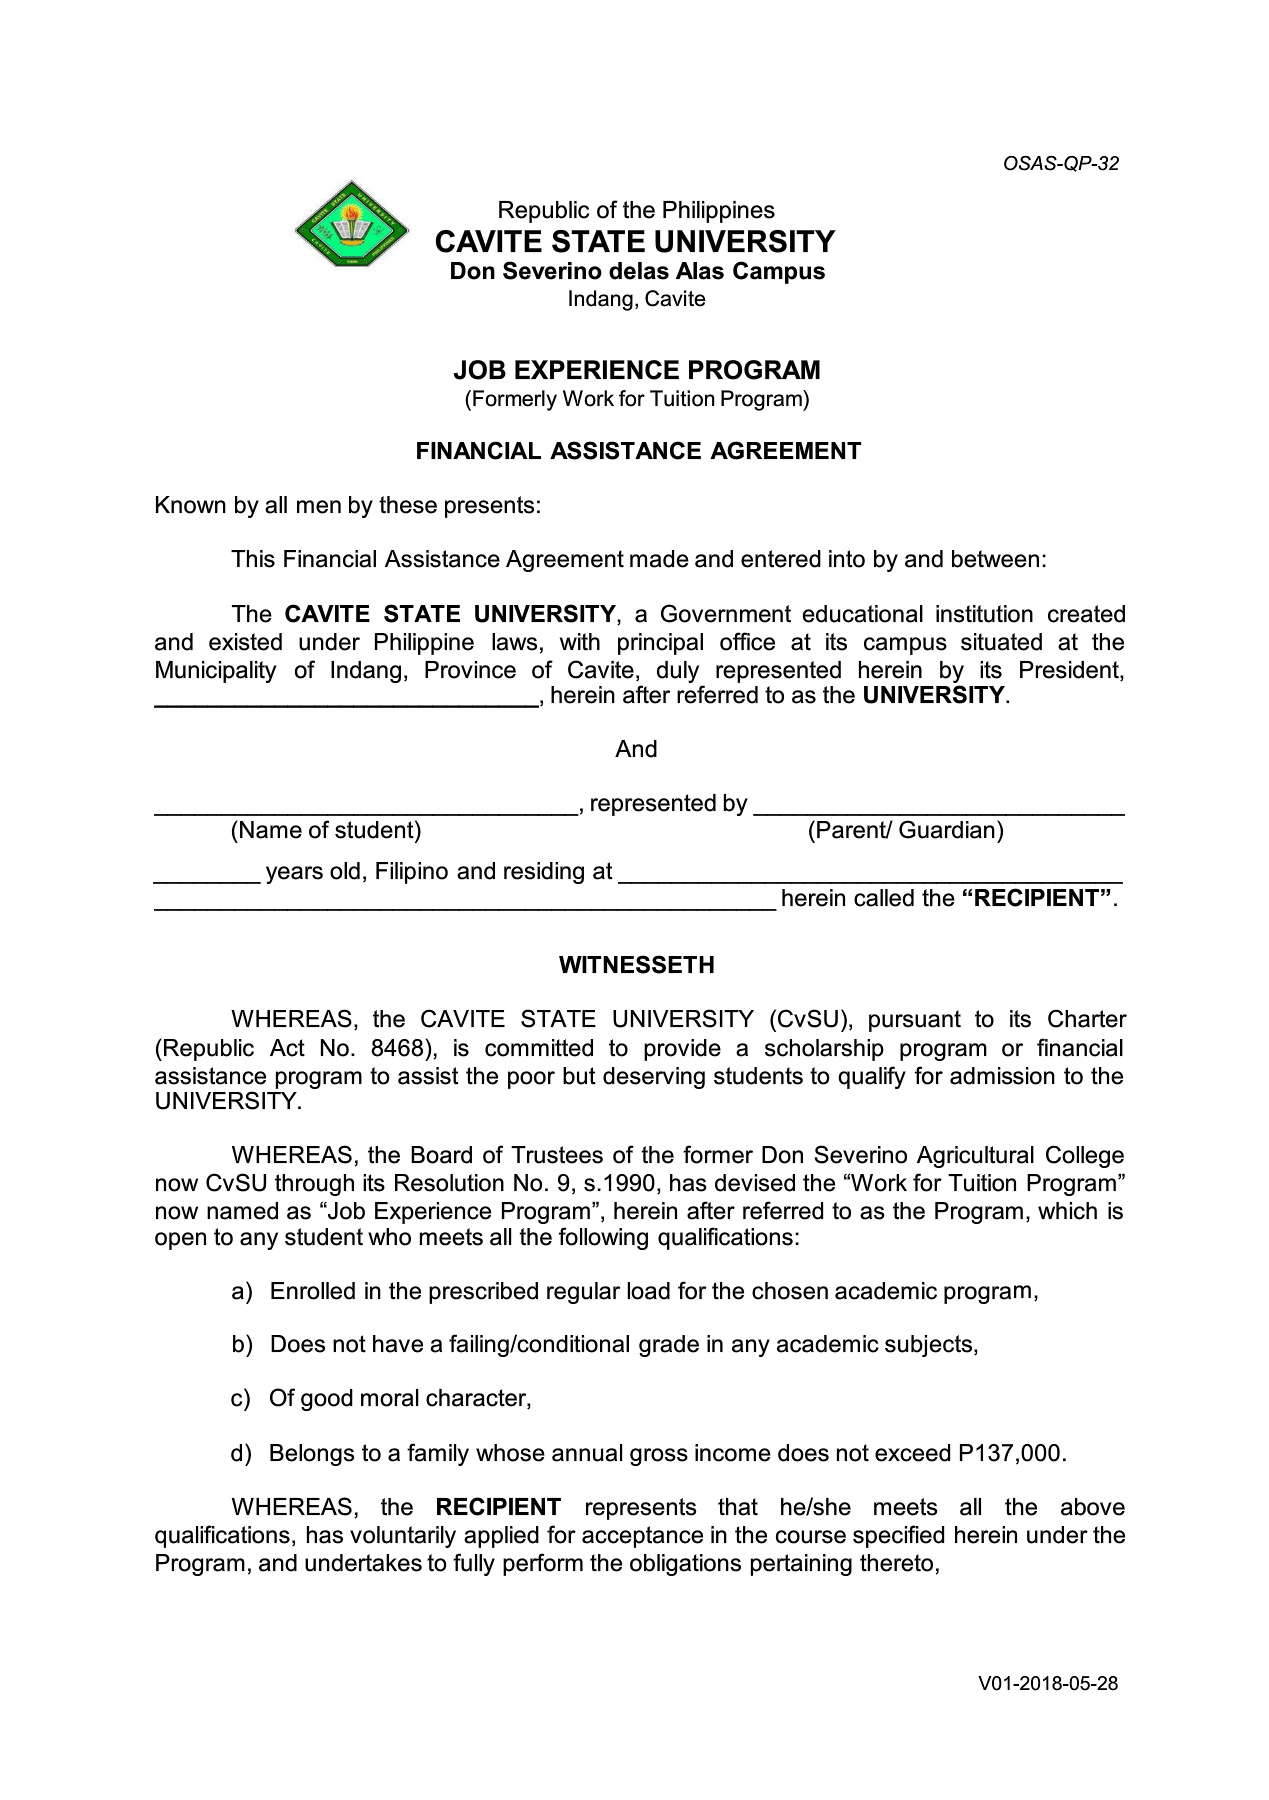 OSAS-QP-32
Republic of the Philippines
CAVITE STATE UNIVERSITY
Don Severino delas Alas Campus
Indang, Cavite
JOB EXPERIENCE PROGRAM
(Formerly Work for Tuition Program)
FINANCIAL ASSISTANCE AGREEMENT
Known by all men by these presents:
This Financial Assistance Agreement made and entered into by and between:
The CAVITE STATE UNIVERSITY, a Government educational institution created
and existed under Philippine laws, with principal office at its campus situated at the
Municipality of Indang, Province of Cavite, duly represented herein by its President,
_____________________________, herein after referred to as the UNIVERSITY.
And
________________________________, represented by ____________________________
(Name of student) (Parent/ Guardian)
________ years old, Filipino and residing at ______________________________________
_______________________________________________ herein called the “RECIPIENT”.
WITNESSETH
WHEREAS, the CAVITE STATE UNIVERSITY (CvSU), pursuant to its Charter
(Republic Act No. 8468), is committed to provide a scholarship program or financial
assistance program to assist the poor but deserving students to qualify for admission to the
UNIVERSITY.
WHEREAS, the Board of Trustees of the former Don Severino Agricultural College
now CvSU through its Resolution No. 9, s.1990, has devised the “Work for Tuition Program”
now named as “Job Experience Program”, herein after referred to as the Program, which is
open to any student who meets all the following qualifications:
a) Enrolled in the prescribed regular load for the chosen academic program,
b) Does not have a failing/conditional grade in any academic subjects,
c) Of good moral character,
d) Belongs to a family whose annual gross income does not exceed P137,000.
WHEREAS, the RECIPIENT represents that he/she meets all the above
qualifications, has voluntarily applied for acceptance in the course specified herein under the
Program, and undertakes to fully perform the obligations pertaining thereto,
V01-2018-05-28